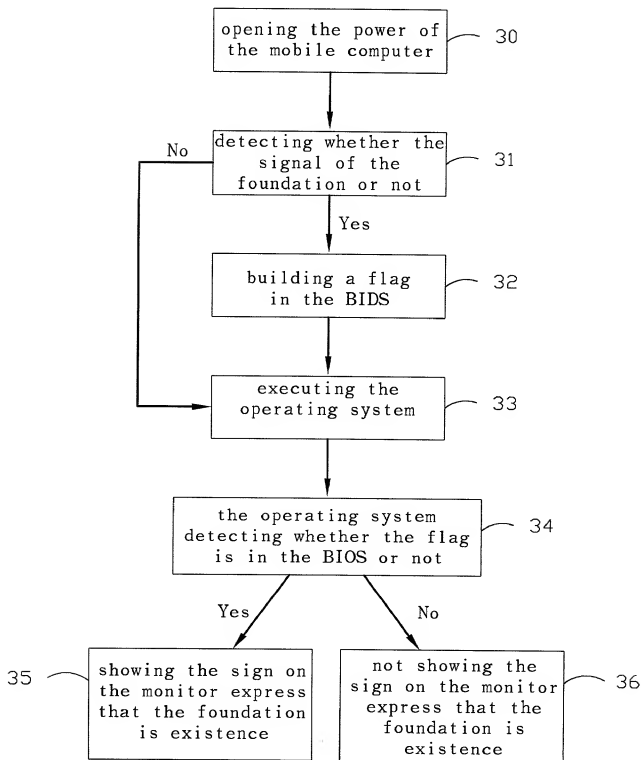 opening the power of
the mobile computer
30
detecting whether the
signal of the
foundation or not
31
No
Yes
building a flag
in the BIDS
32
executing the
operating system
33
the operating system
detecting whether the flag
is in the BIOS or not
34
Yes
No
35
showing the sign on
the monitor express
that the foundation
is existence
not showing the
sign on the monitor
express that the
foundation is
existence
36